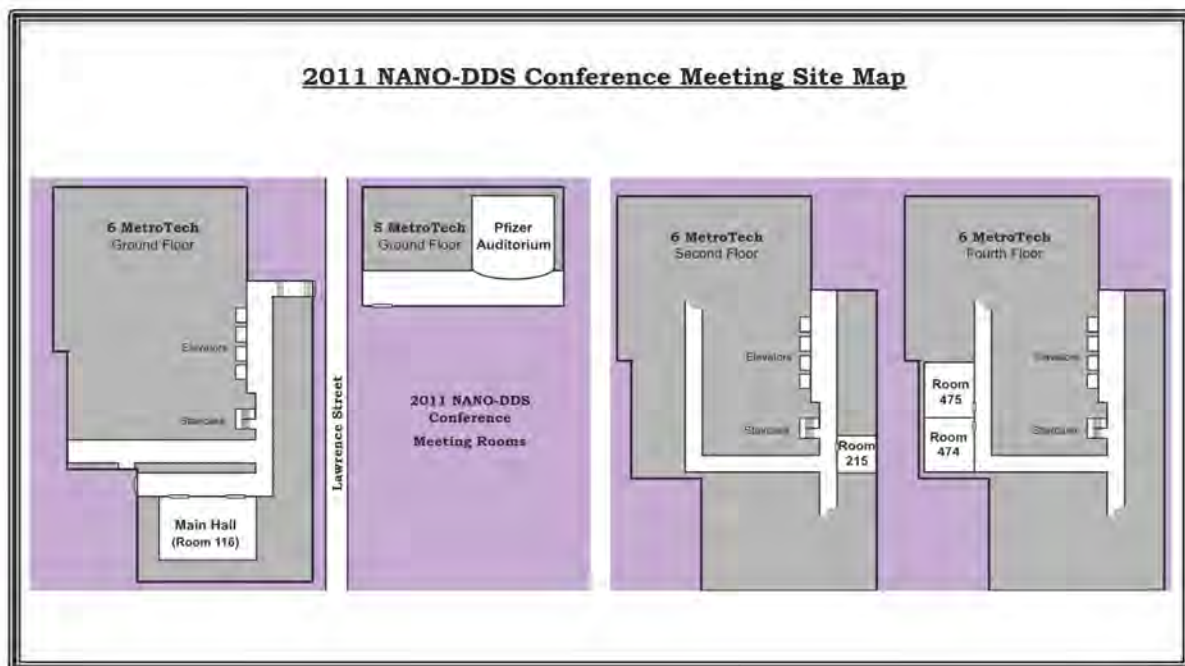 2011 NANO-DDS Conference Meeting Site Map
6 MetroTech
Ground Floor
Elevators
Staircase
Main Hall
(Room 116)
Lawrence Street
5 MetroTech
Ground Floor
Pfizer
Auditorium
2011 NANO-DDS
Conference
Meeting Rooms
6 MetroTech
Second Floor
Elevators
Staircase
Room
215
6 MetroTech
Fourth Floor
Elevators
Staircase
Room
475
Room
474